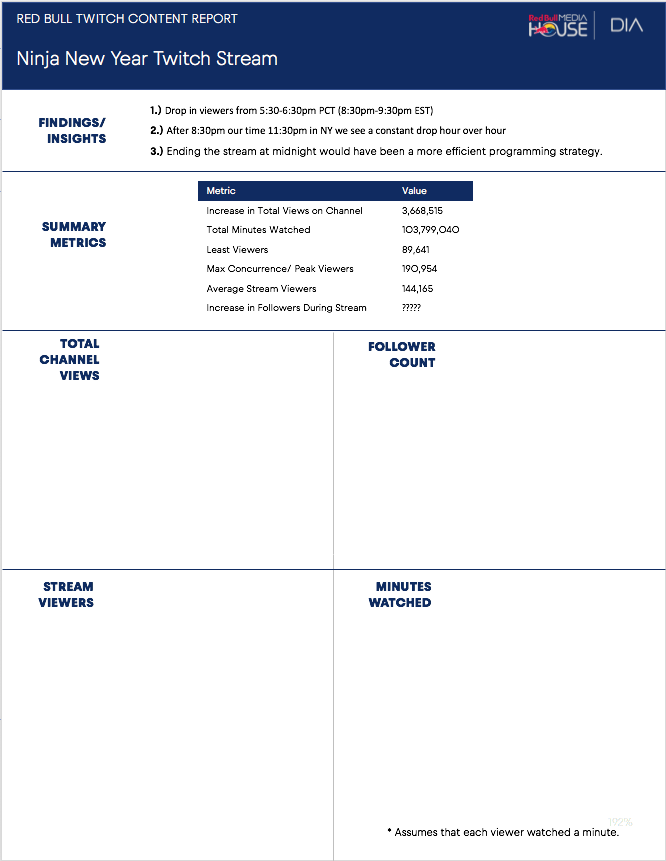 RED BULL TWITCH CONTENT REPORT
Red Bull MEDIA
HOUSE
DIA
Ninja New Year Twitch Stream
FINDINGS/
INSIGHTS
1.) Drop in viewers from 5:30-6:30pm PCT (8:30pm-9:30pm EST)
2.) After 8:30pm our time 11:30pm in NY we see a constant drop hour over hour
3.) Ending the stream at midnight would have been a more efficient programming strategy.
SUMMARY
METRICS
Metric Value
Increase in Total Views on Channel 3,668,515
Total Minutes Watched 103,799,040
Least Viewers 89,641
Max Concurrence/ Peak Viewers 190,954
Average Stream Viewers 144,165
Increase in Followers During Stream ?????
TOTAL
CHANNEL
VIEWS
FOLLOWER
COUNT
STREAM
VIEWERS
MINUTES
WATCHED
* Assumes that each viewer watched a minute.